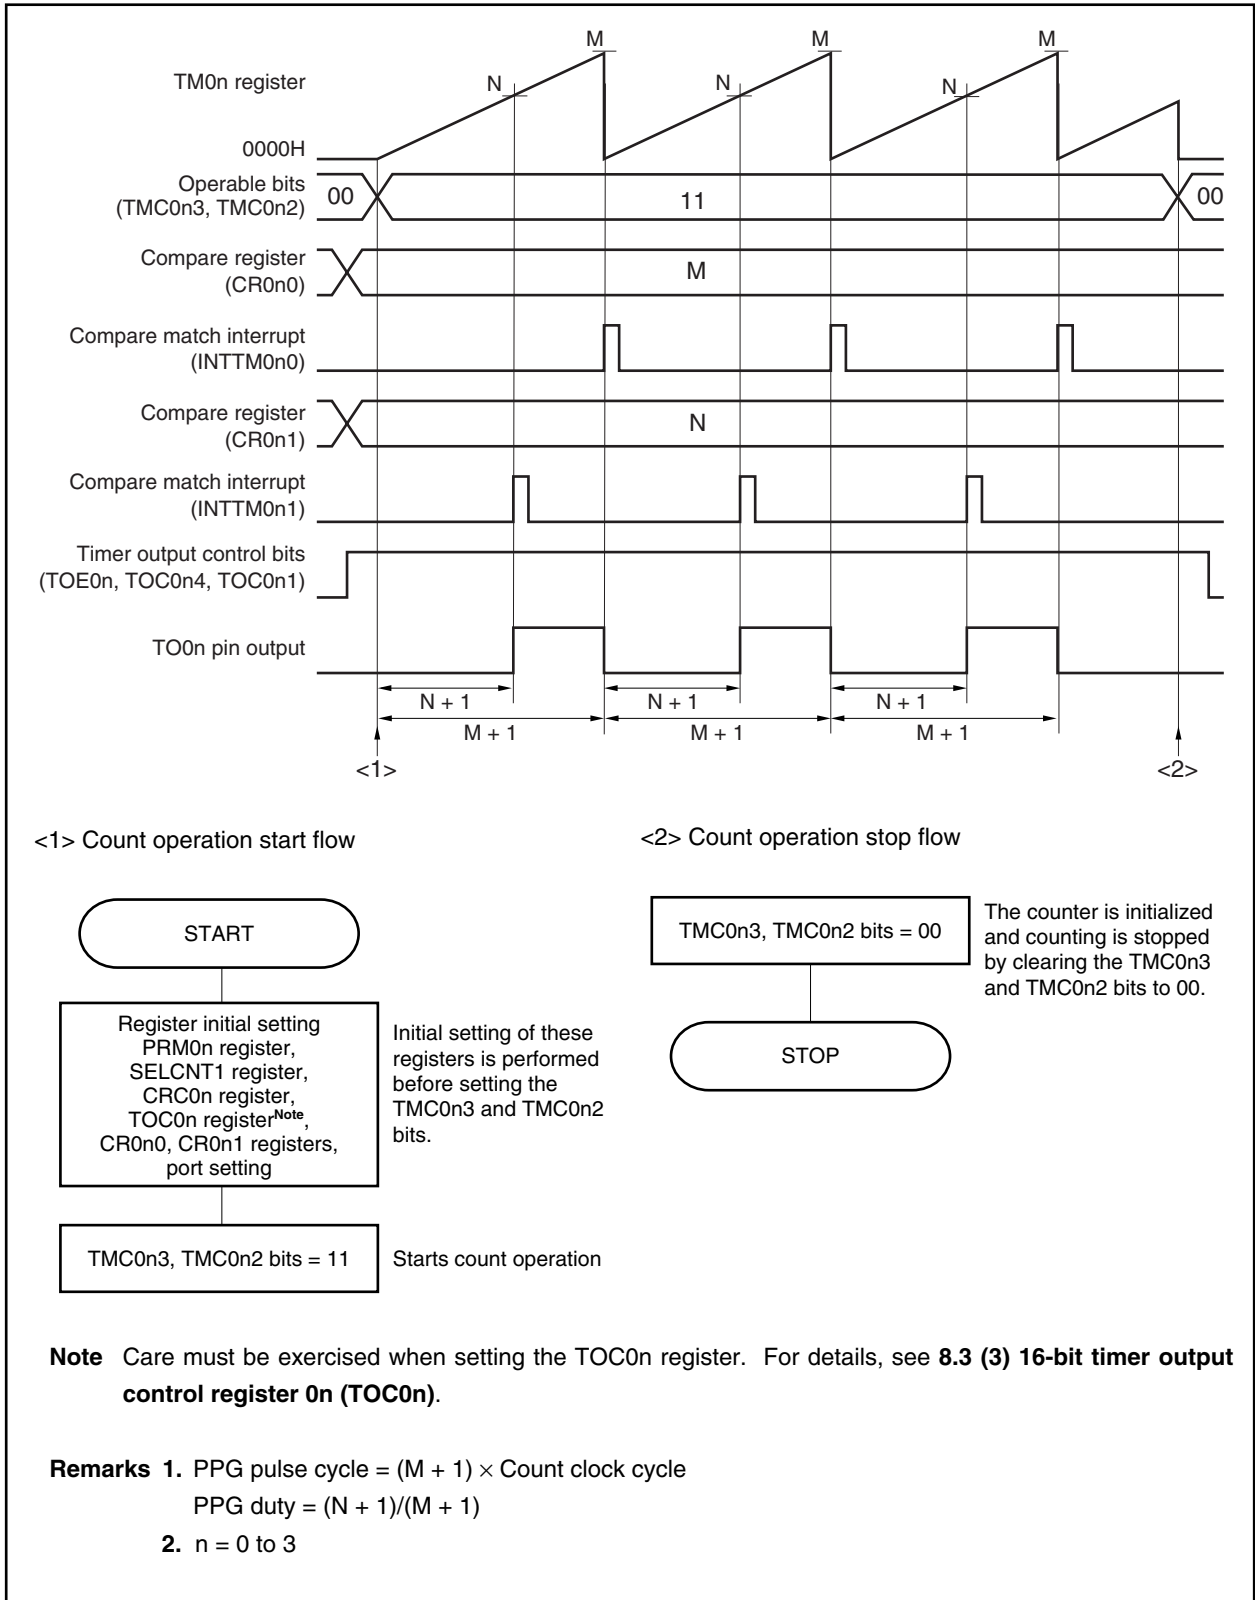 M
M
M
TM0n register
N
N
N
0000H
Operable bits
(TMC0n3, TMC0n2)
00
11
00
Compare register
(CR0n0)
M
Compare match interrupt
(INTTM0n0)
Compare register
(CR0n1)
N
Compare match interrupt
(INTTM0n1)
Timer output control bits
(TOE0n, TOC0n4, TOC0n1)
TO0n pin output
N + 1
N + 1
N + 1
M + 1
M + 1
M + 1
<1>
<2>
<1> Count operation start flow
START
Register initial setting
PRM0n register,
SELCNT1 register,
CRC0n register,
TOC0n registerNote,
CR0n0, CR0n1 registers,
port setting
Initial setting of these
registers is performed
before setting the
TMC0n3 and TMC0n2
bits.
TMC0n3, TMC0n2 bits = 11
Starts count operation
<2> Count operation stop flow
TMC0n3, TMC0n2 bits = 00
The counter is initialized
and counting is stopped
by clearing the TMC0n3
and TMC0n2 bits to 00.
STOP
Note Care must be exercised when setting the TOC0n register. For details, see 8.3 (3) 16-bit timer output
control register 0n (TOC0n).
Remarks 1. PPG pulse cycle = (M + 1) × Count clock cycle
PPG duty = (N + 1)/(M + 1)
2. n = 0 to 3